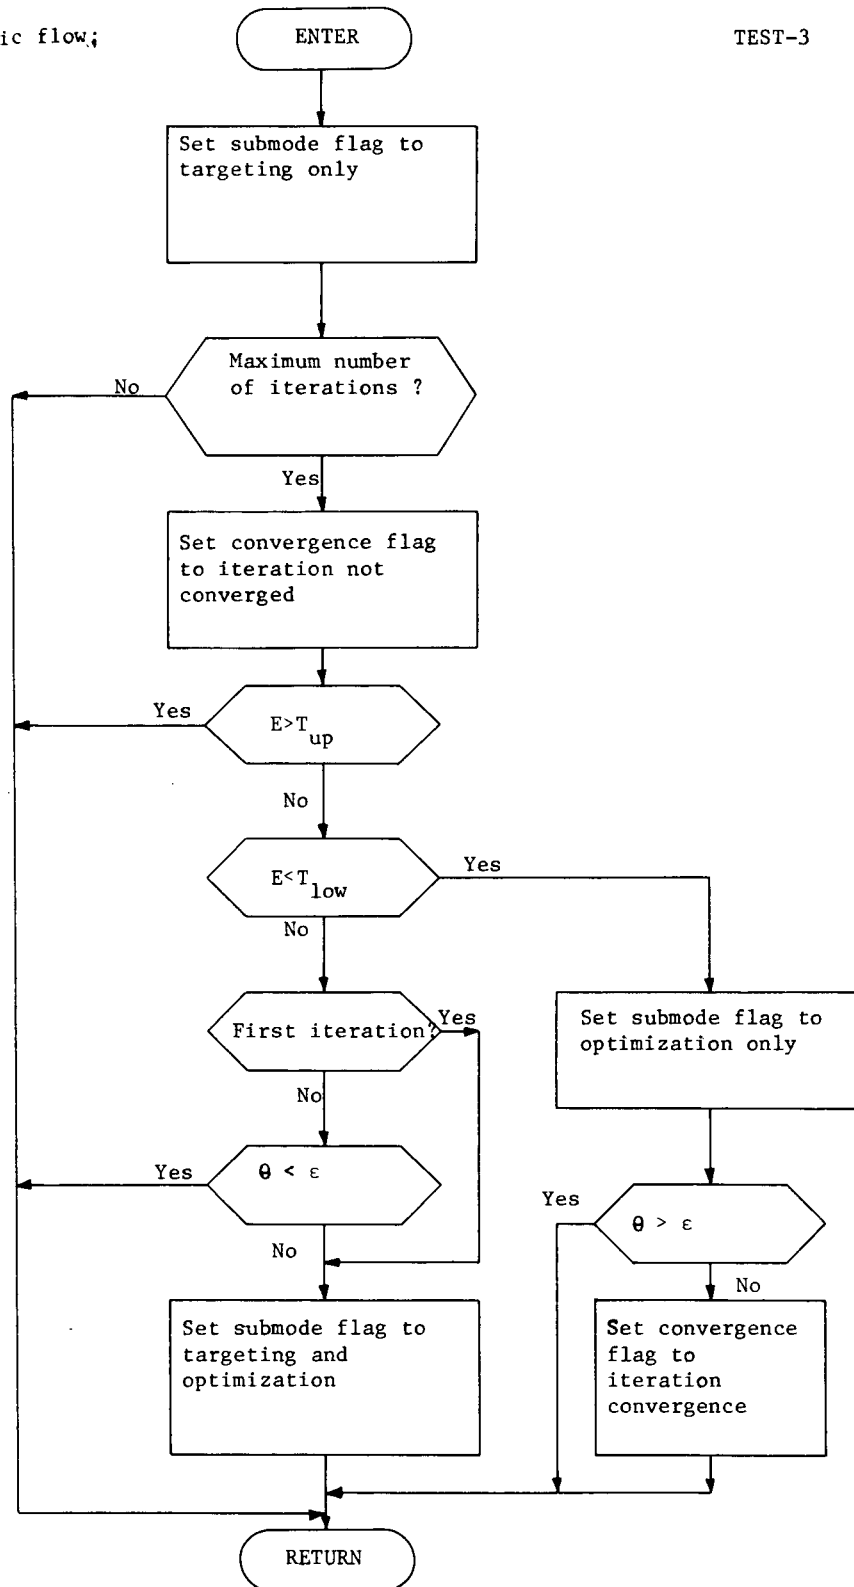 ic flow;
ENTER
TEST-3
Set submode flag to
targeting only
Maximum number
of iterations ?
No
Yes
Set convergence flag
to iteration not
converged
Yes
E>T
up
No
E<T
low
Yes
No
First iteration?
Yes
Set submode flag to
optimization only
No
θ < ε
Yes
Yes
θ > ε
No
No
Set submode flag to
targeting and
optimization
Set convergence
flag to
iteration
convergence
RETURN